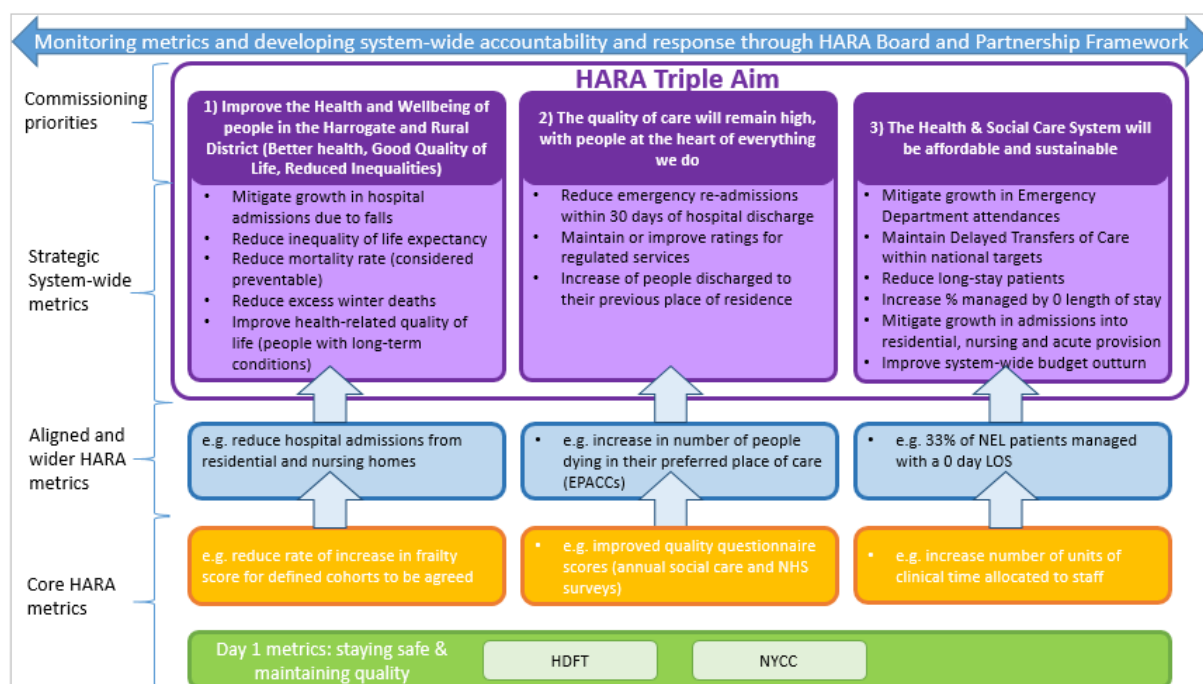 Monitoring metrics and developing system-wide accountability and response through HARA Board and Partnership Framework
HARA Triple Aim
Commissioning
priorities
1) Improve the Health and Wellbeing of
people in the Harrogate and Rural
District (Better health, Good Quality of
Life, Reduced Inequalities)
2) The quality of care will remain high,
with people at the heart of everything
we do
3) The Health & Social Care System will
be affordable and sustainable
Strategic
System-wide
metrics
• Mitigate growth in hospital
admissions due to falls
• Reduce inequality of life expectancy
• Reduce mortality rate (considered
preventable)
• Reduce excess winter deaths
• Improve health-related quality of
life (people with long-term
conditions)
• Reduce emergency re-admissions
within 30 days of hospital discharge
• Maintain or improve ratings for
regulated services
• Increase of people discharged to
their previous place of residence
• Mitigate growth in Emergency
Department attendances
• Maintain Delayed Transfers of Care
within national targets
• Reduce long-stay patients
• Increase % managed by 0 length of stay
• Mitigate growth in admissions into
residential, nursing and acute provision
• Improve system-wide budget outturn
Aligned and
wider HARA
metrics
e.g. reduce hospital admissions from
residential and nursing homes
• e.g. increase in number of people
dying in their preferred place of care
(EPACCs)
• e.g. 33% of NEL patients managed
with a 0 day LOS
Core HARA
metrics
e.g. reduce rate of increase in frailty
score for defined cohorts to be agreed
• e.g. improved quality questionnaire
scores (annual social care and NHS
surveys)
• e.g. increase number of units of
clinical time allocated to staff
Day 1 metrics: staying safe &
maintaining quality
HDFT
NYCC